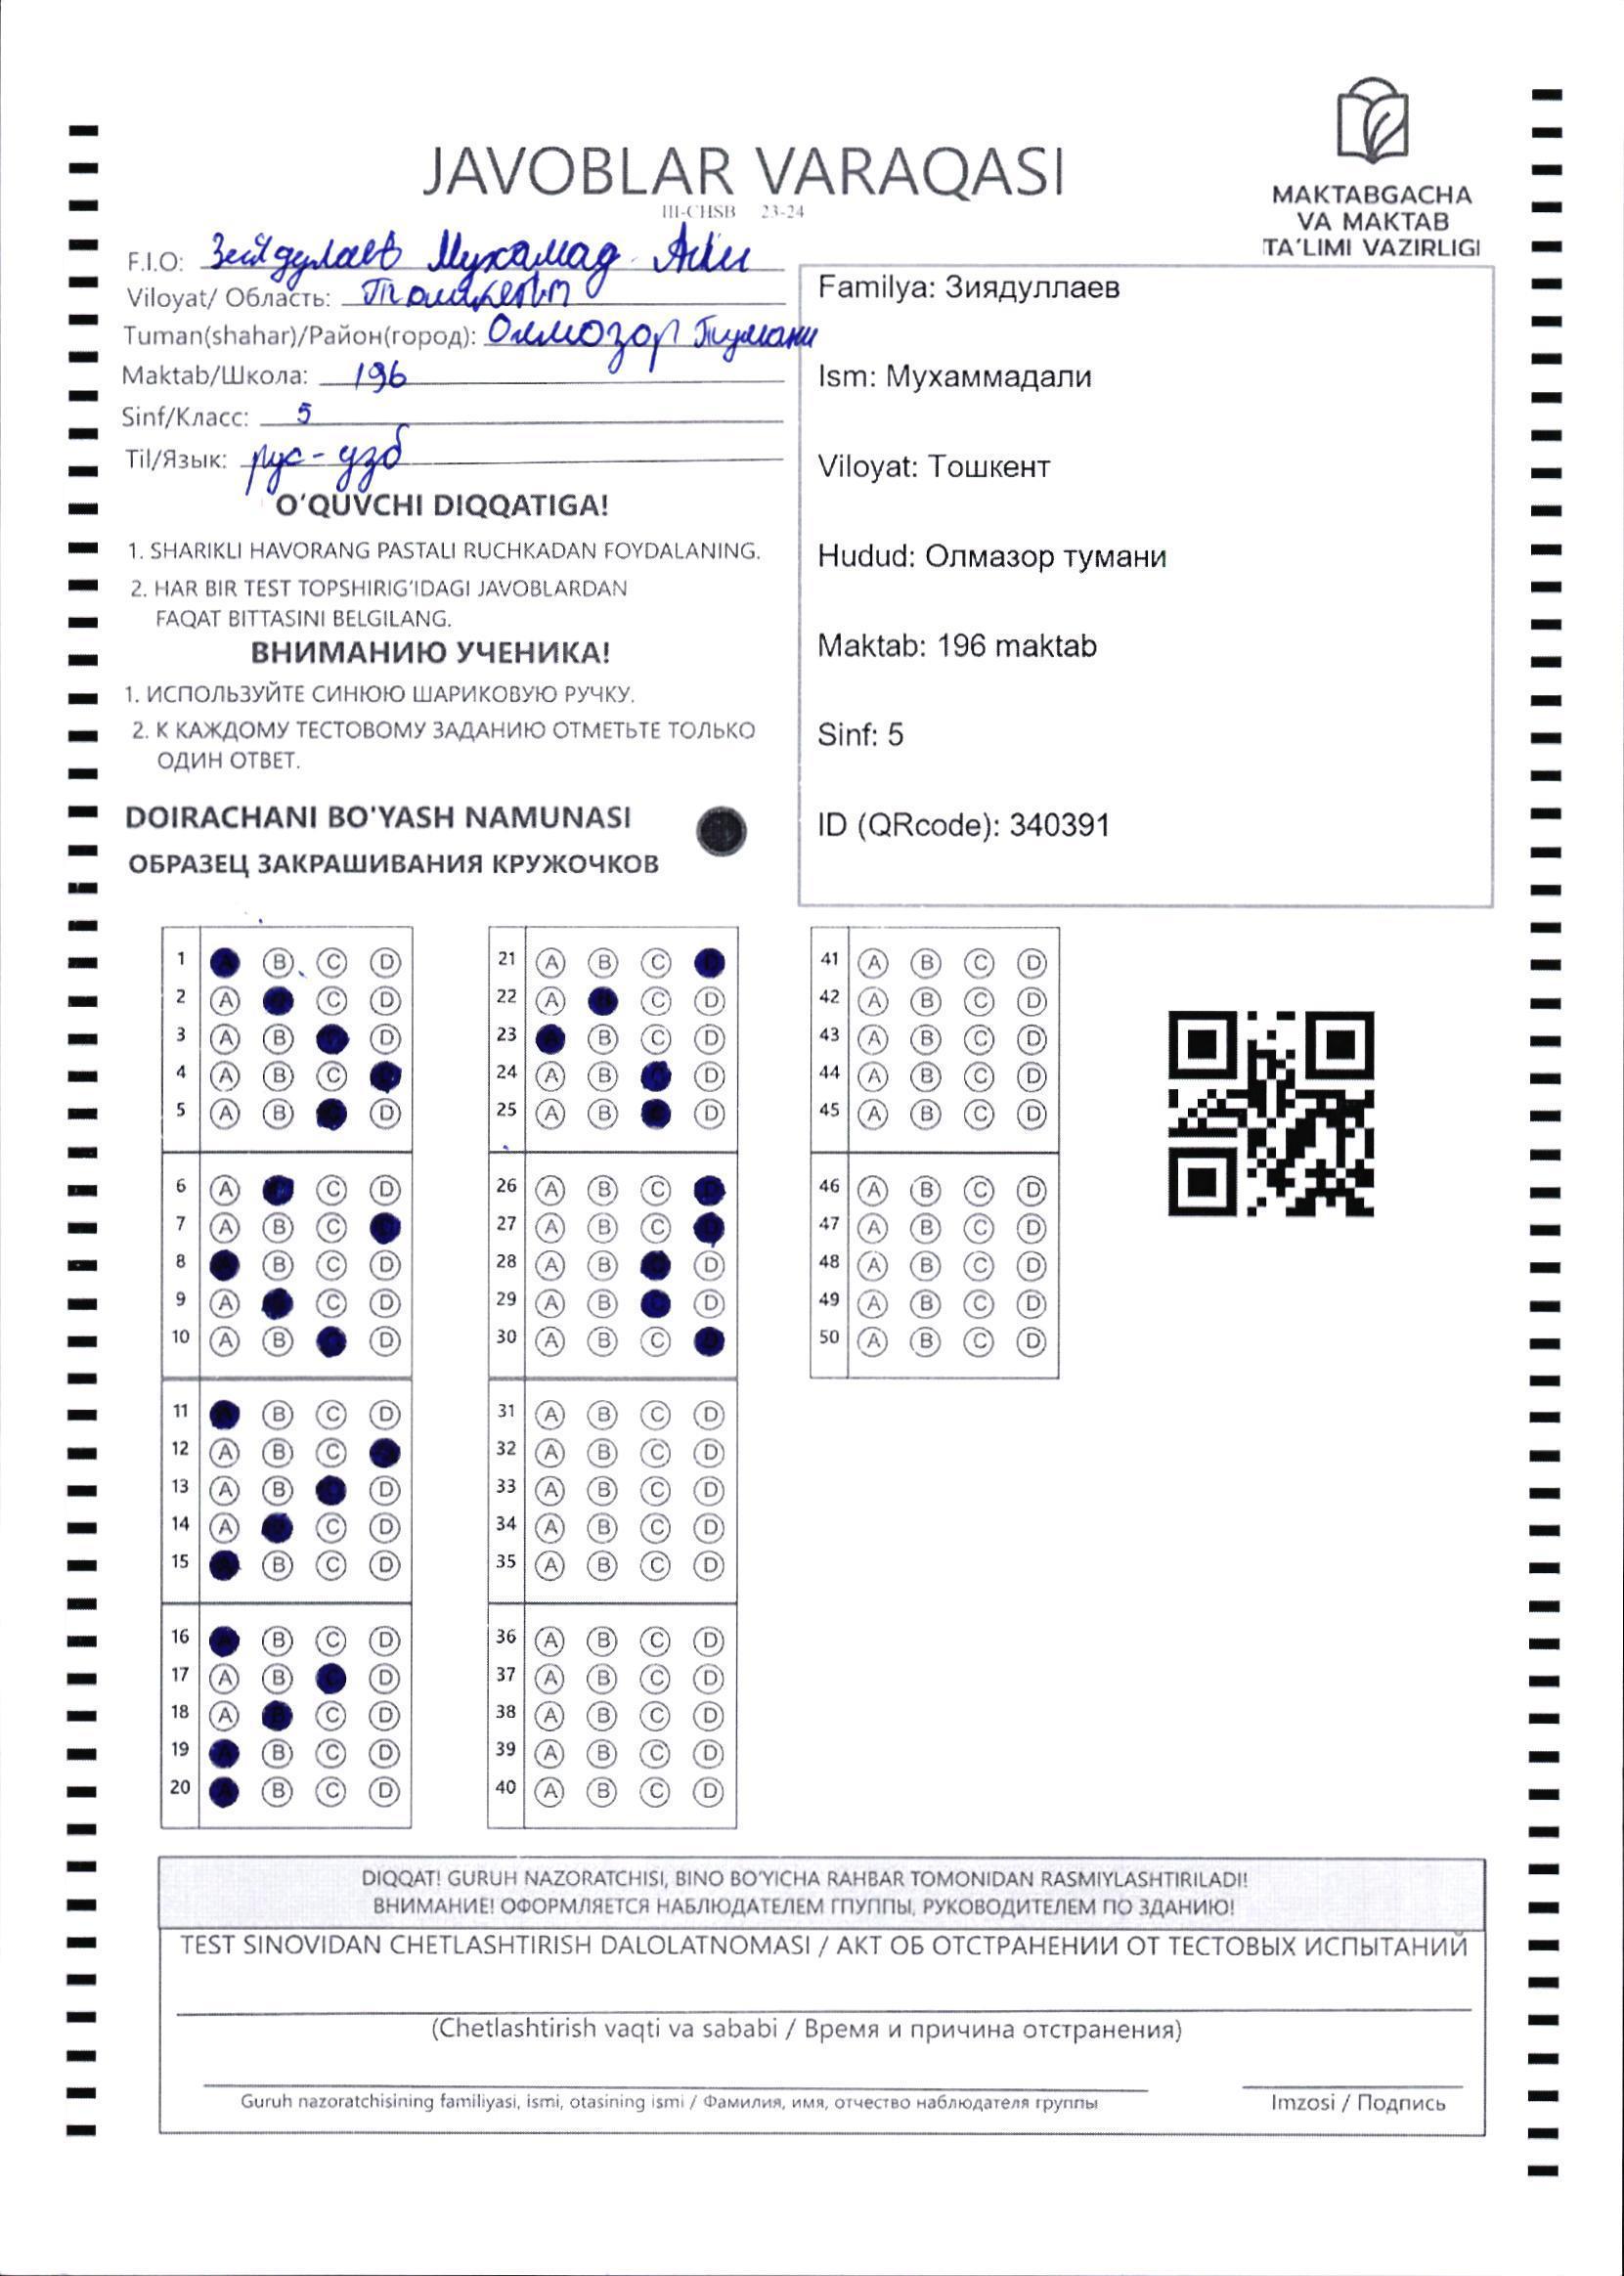 JAVOBLAR VARAQASI
III-CHSB 23-24
MAKTABGACHA
VA MAKTAB
TA'LIMI VAZIRLIGI
F.I.O: Зейдулаев Мухамад Али
Viloyat/ Область: Ташкент
Tuman(shahar)/Район(город): Олмозор Тумани
Maktab/Школа: 196
Sinf/Класс: 5
Til/Язык: рус-узб
O'QUVCHI DIQQATIGA!
1. SHARIKLI HAVORANG PASTALI RUCHKADAN FOYDALANING.
2. HAR BIR TEST TOPSHIRIG'IDAGI JAVOBLARDAN
FAQAT BITTASINI BELGILANG.
ВНИМАНИЮ УЧЕНИКА!
1. ИСПОЛЬЗУЙТЕ СИНЮЮ ШАРИКОВУЮ РУЧКУ.
2. К КАЖДОМУ ТЕСТОВОМУ ЗАДАНИЮ ОТМЕТЬТЕ ТОЛЬКО
ОДИН ОТВЕТ.
DOIRACHANI BO'YASH NAMUNASI
ОБРАЗЕЦ ЗАКРАШИВАНИЯ КРУЖОЧКОВ
Familya: Зиядуллаев
Ism: Мухаммадали
Viloyat: Тошкент
Hudud: Олмазор тумани
Maktab: 196 maktab
Sinf: 5
ID (QRcode): 340391
1 B C D
2 A C D
3 A B D
4 A B C
5 A B D
6 A C D
7 A B C
8 B C D
9 A C D
10 A B D
11 B C D
12 A B C
13 A B D
14 A C D
15 B C D
16 B C D
17 A B D
18 A C D
19 B C D
20 B C D
21 A B C
22 A C D
23 B C D
24 A B D
25 A B D
26 A B C
27 A B C
28 A B D
29 A B D
30 A B C
31 A B C D
32 A B C D
33 A B C D
34 A B C D
35 A B C D
36 A B C D
37 A B C D
38 A B C D
39 A B C D
40 A B C D
41 A B C D
42 A B C D
43 A B C D
44 A B C D
45 A B C D
46 A B C D
47 A B C D
48 A B C D
49 A B C D
50 A B C D
DIQQAT! GURUH NAZORATCHISI, BINO BO'YICHA RAHBAR TOMONIDAN RASMIYLASHTIRILADI!
ВНИМАНИЕ! ОФОРМЛЯЕТСЯ НАБЛЮДАТЕЛЕМ ГПУППЫ, РУКОВОДИТЕЛЕМ ПО ЗДАНИЮ!
TEST SINOVIDAN CHETLASHTIRISH DALOLATNOMASI / АКТ ОБ ОТСТРАНЕНИИ ОТ ТЕСТОВЫХ ИСПЫТАНИЙ
(Chetlashtirish vaqti va sababi / Время и причина отстранения)
Guruh nazoratchisining familiyasi, ismi, otasining ismi / Фамилия, имя, отчество наблюдателя группы
Imzosi / Подпись